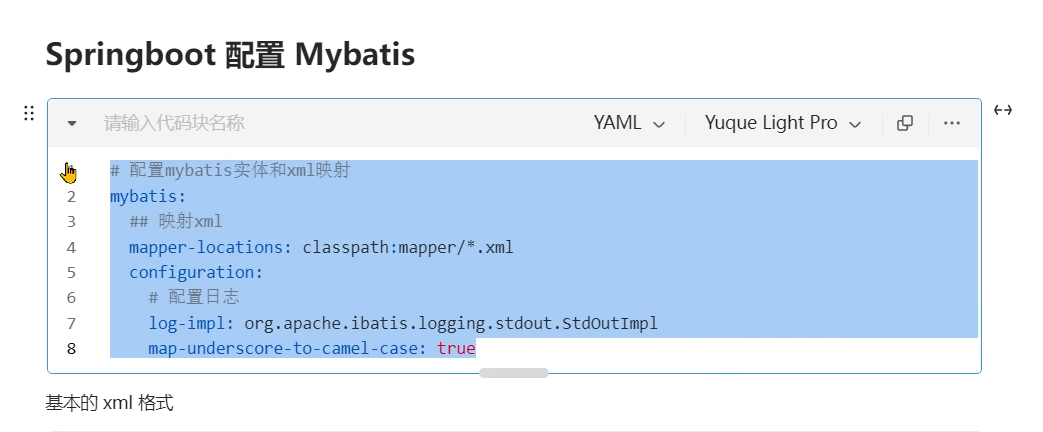 Springboot 配置 Mybatis
请输入代码块名称 YAML Yuque Light Pro
# 配置mybatis实体和xml映射
2 mybatis:
3 ## 映射xml
4 mapper-locations: classpath:mapper/*.xml
5 configuration:
6 # 配置日志
7 log-impl: org.apache.ibatis.logging.stdout.StdOutImpl
8 map-underscore-to-camel-case: true
基本的 xml 格式